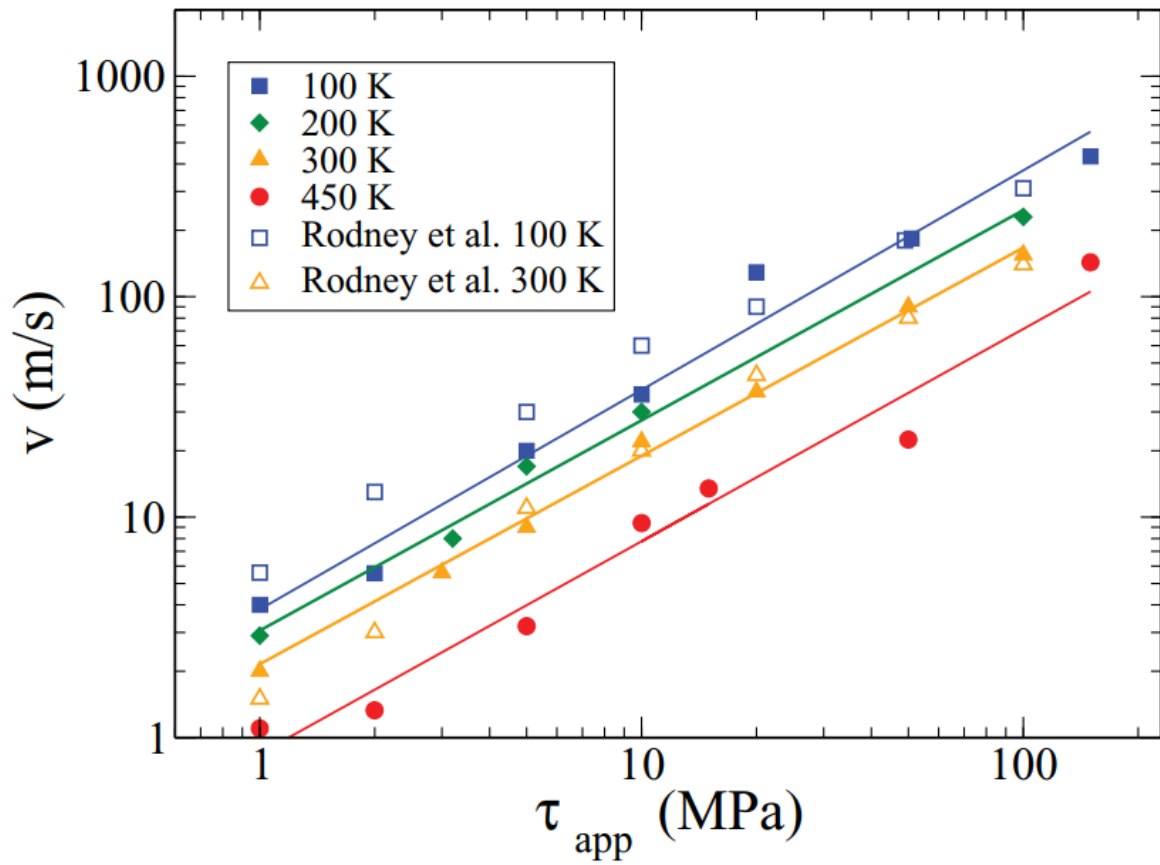 1000
100
10
1
v (m/s)
100 K
200 K
300 K
450 K
Rodney et al. 100 K
Rodney et al. 300 K
1 10 100
τ app (MPa)